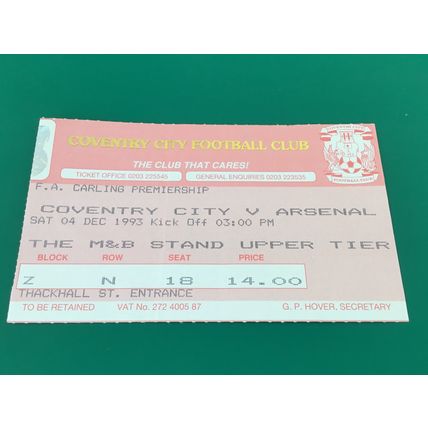 COVENTRY CITY FOOTBALL CLUB
THE CLUB THAT CARES!
TICKET OFFICE 0203 225545 GENERAL ENQUIRIES 0203 223535
F.A. CARLING PREMIERSHIP
COVENTRY CITY V ARSENAL
SAT 04 DEC 1993 Kick Off 03:00 PM
THE M&B STAND UPPER TIER
BLOCK ROW SEAT PRICE
Z N 18 14.00
THACKHALL ST. ENTRANCE
TO BE RETAINED VAT No. 272 4005 87 G. P. HOVER, SECRETARY